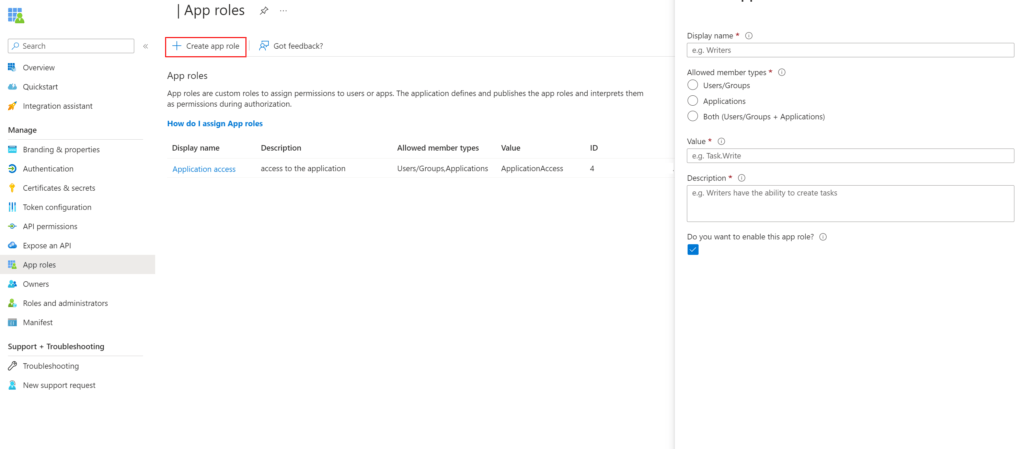 | App roles
Search
Overview
Quickstart
Integration assistant
Manage
Branding & properties
Authentication
Certificates & secrets
Token configuration
API permissions
Expose an API
App roles
Owners
Roles and administrators
Manifest
Support + Troubleshooting
Troubleshooting
New support request
Create app role
Got feedback?
App roles
App roles are custom roles to assign permissions to users or apps. The application defines and publishes the app roles and interprets them
as permissions during authorization.
How do I assign App roles
Display name Description Allowed member types Value ID
Application access access to the application Users/Groups,Applications ApplicationAccess 4
Display name *
e.g. Writers
Allowed member types *
Users/Groups
Applications
Both (Users/Groups + Applications)
Value *
e.g. Task.Write
Description *
e.g. Writers have the ability to create tasks
Do you want to enable this app role?